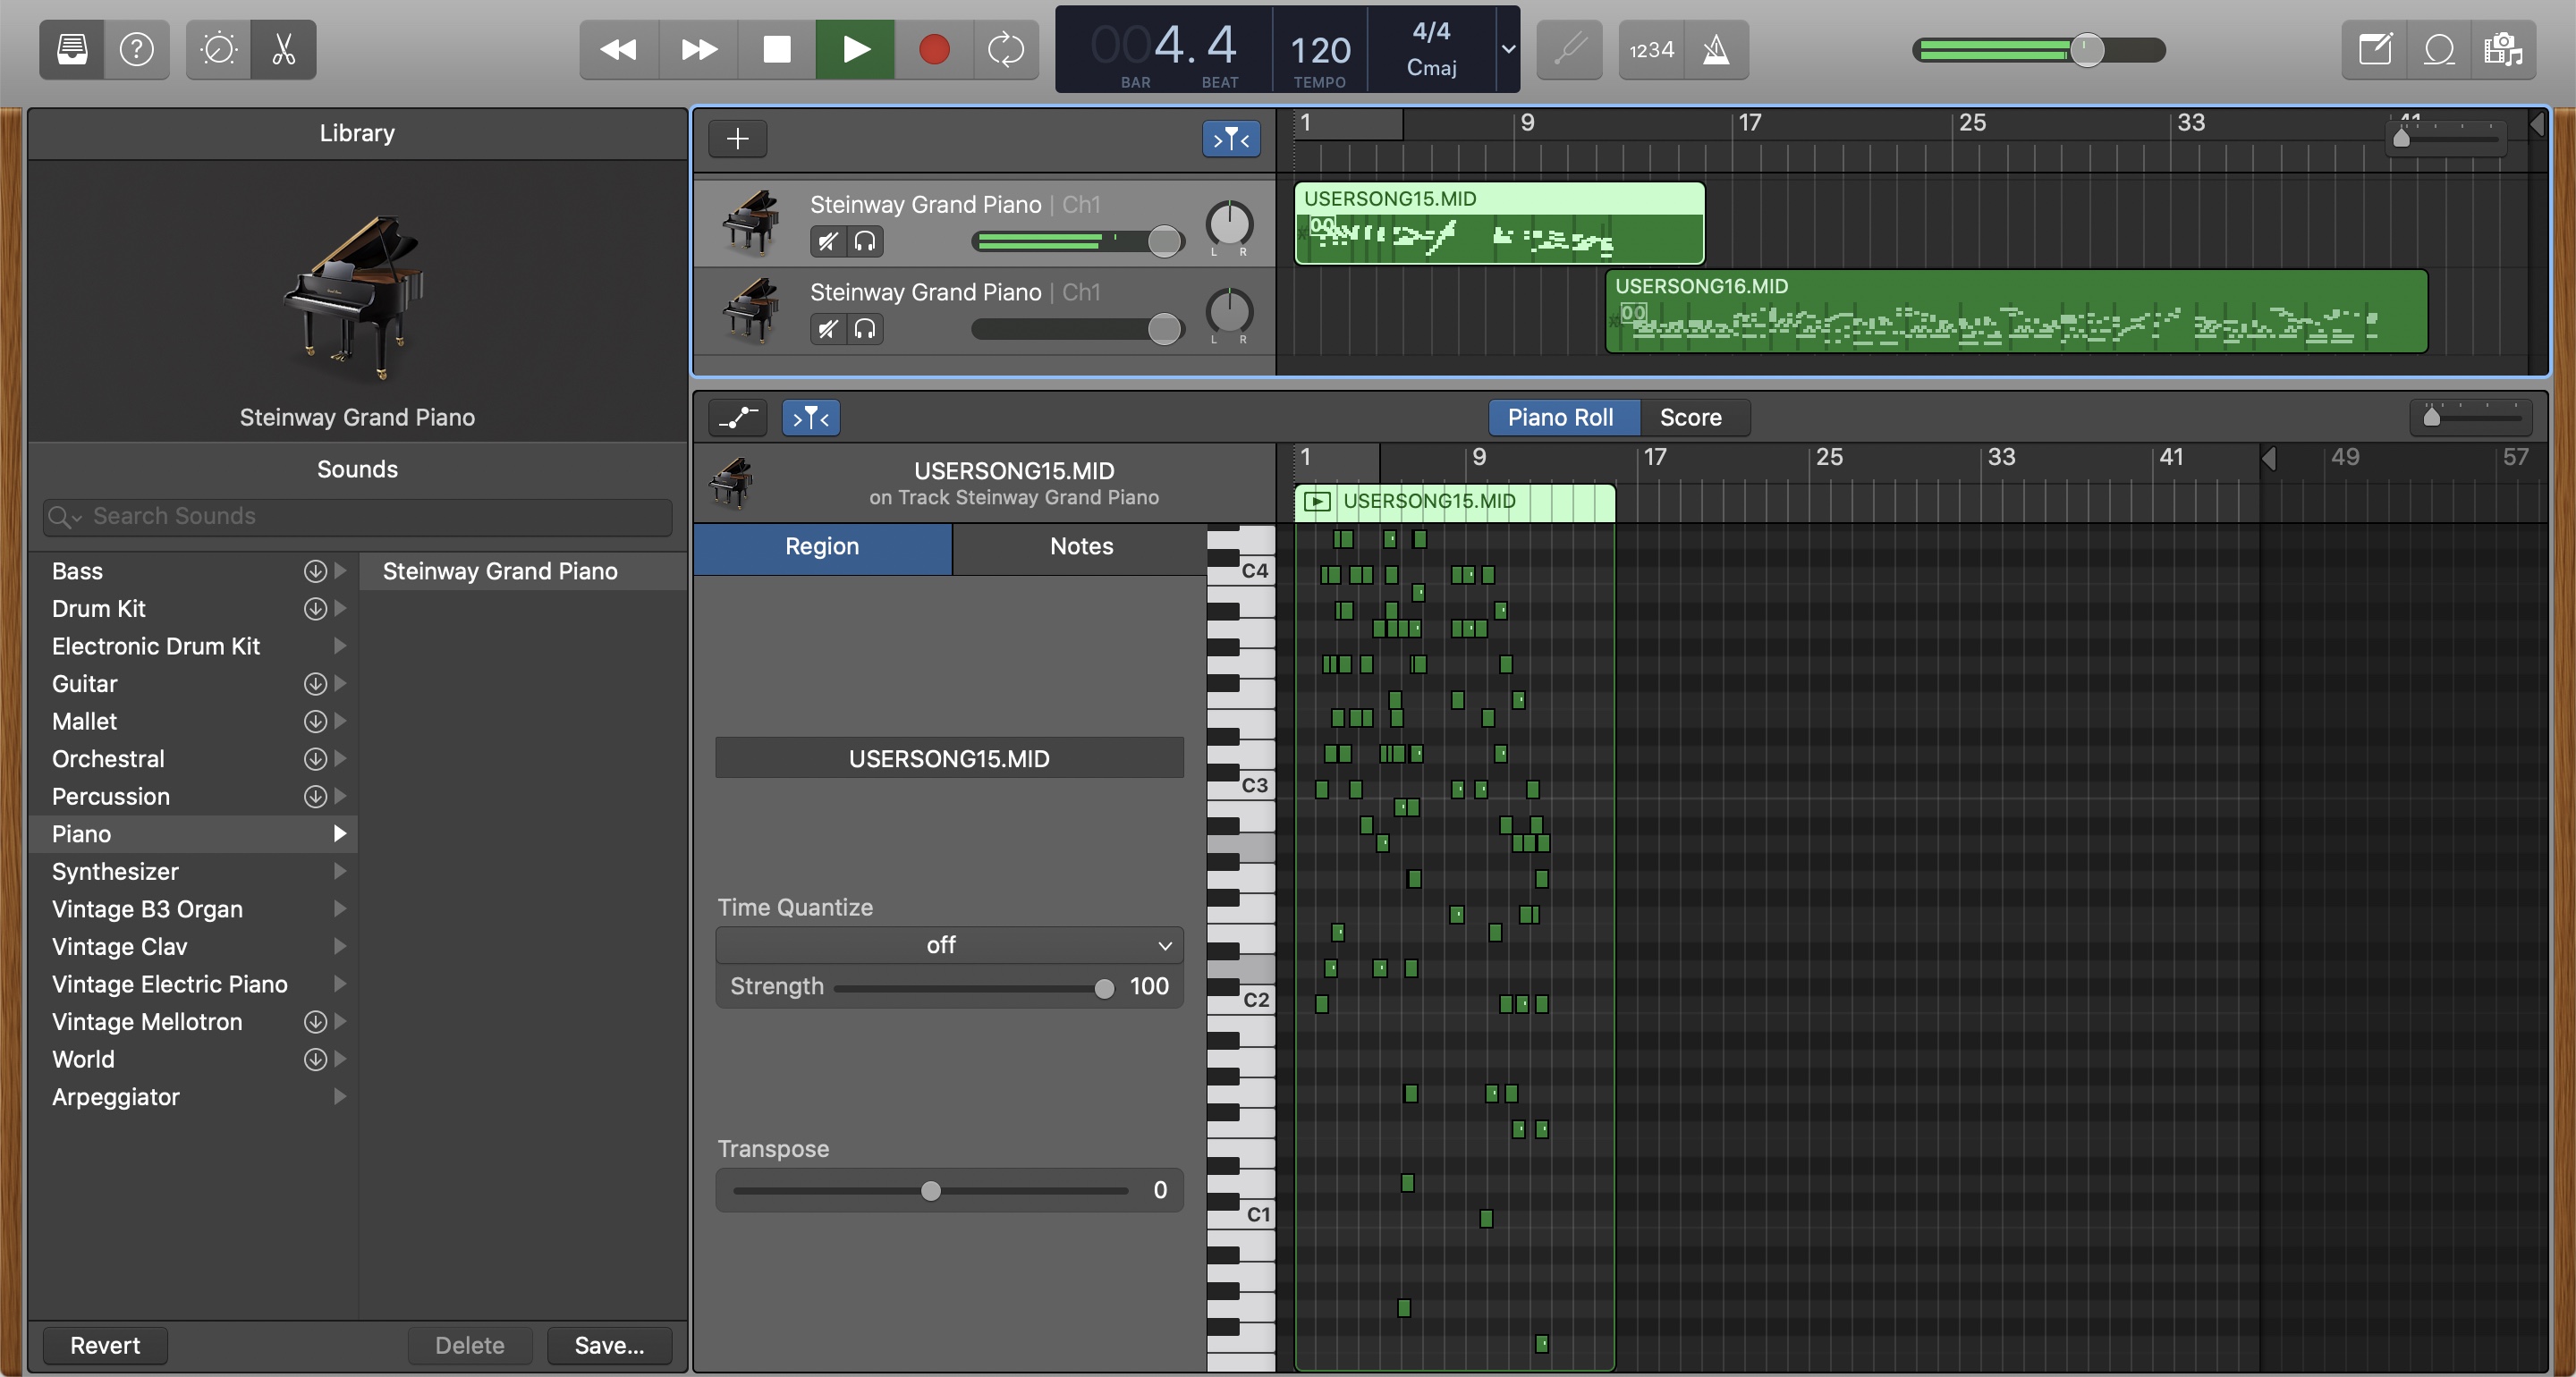 004. 4
BAR
BEAT
120
TEMPO
4/4
Cmaj
1234
Library
Steinway Grand Piano
Sounds
Search Sounds
Bass
Drum Kit
Electronic Drum Kit
Guitar
Mallet
Orchestral
Percussion
Piano
Synthesizer
Vintage B3 Organ
Vintage Clav
Vintage Electric Piano
Vintage Mellotron
World
Arpeggiator
Steinway Grand Piano
Revert
Delete
Save...
1 9 17 25 33 41
Steinway Grand Piano | Ch1
L R
Steinway Grand Piano | Ch1
L R
USERSONG15.MID
USERSONG16.MID
Piano Roll
Score
USERSONG15.MID
on Track Steinway Grand Piano
1 9 17 25 33 41 49 57
USERSONG15.MID
Region
Notes
USERSONG15.MID
Time Quantize
off
Strength 100
Transpose
0
C4
C3
C2
C1